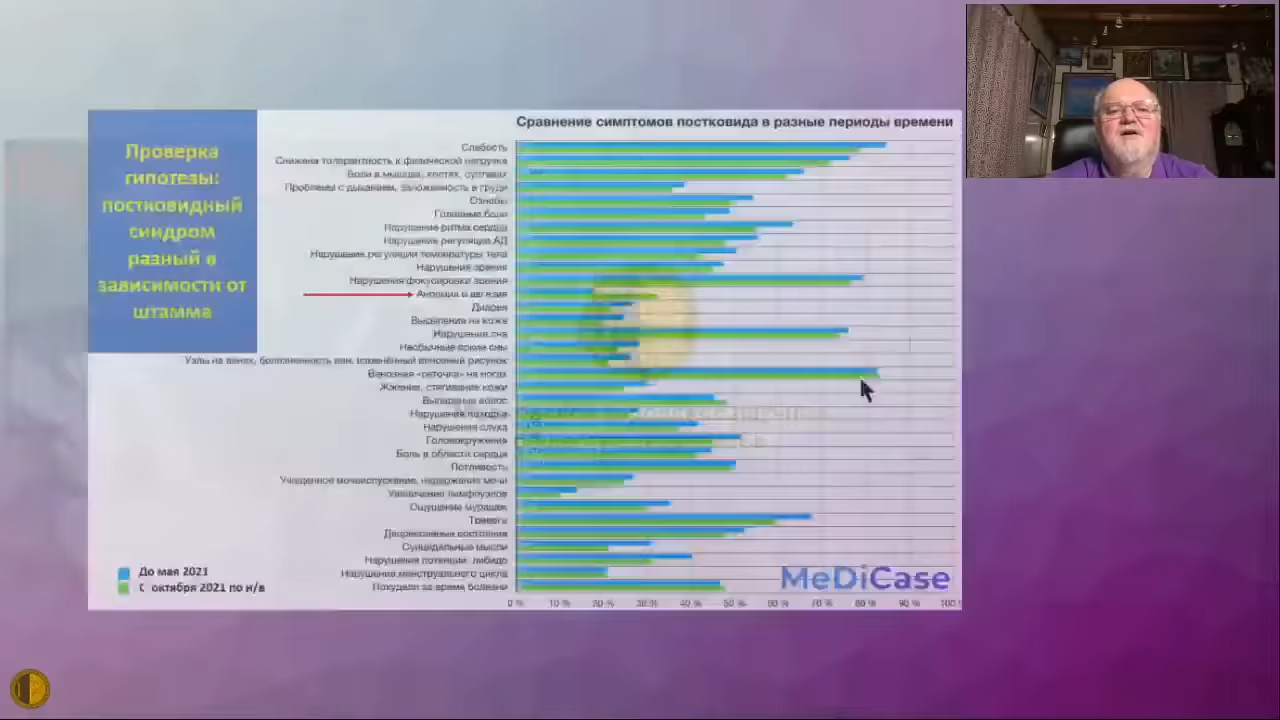 Проверка
гипотезы:
постковидный
синдром
разный в
зависимости от
штамма
Сравнение симптомов постковида в разные периоды времени
Слабость
Снижена толерантность к физической нагрузке
Боли в мышцах, костях, суставах
Проблемы с дыханием, заложенность в груди
Ознобы
Головные боли
Нарушение ритма сердца
Нарушение регуляции АД
Нарушение регуляции температуры тела
Нарушения зрения
Нарушения фокусировки зрения
Аносмия и авгезия
Диарея
Высыпания на коже
Нарушения сна
Необычные яркие сны
Узлы на венах, болезненность вен, изменённый венозный рисунок
Венозная «сеточка» на ногах
Жжение, стягивание кожи
Выпадение волос
Нарушения походки
Нарушения слуха
Головокружения
Боль в области сердца
Потливость
Учащенное мочеиспускание, недержание мочи
Увеличение лимфоузлов
Ощущение мурашек
Тревога
Депрессивные состояния
Суицидальные мысли
Нарушения потенции, либидо
Нарушения менструального цикла
Похудели за время болезни
0 % 10 % 20 % 30 % 40 % 50 % 60 % 70 % 80 % 90 % 100 %
До мая 2021
С октября 2021 по н/в
MeDiCase